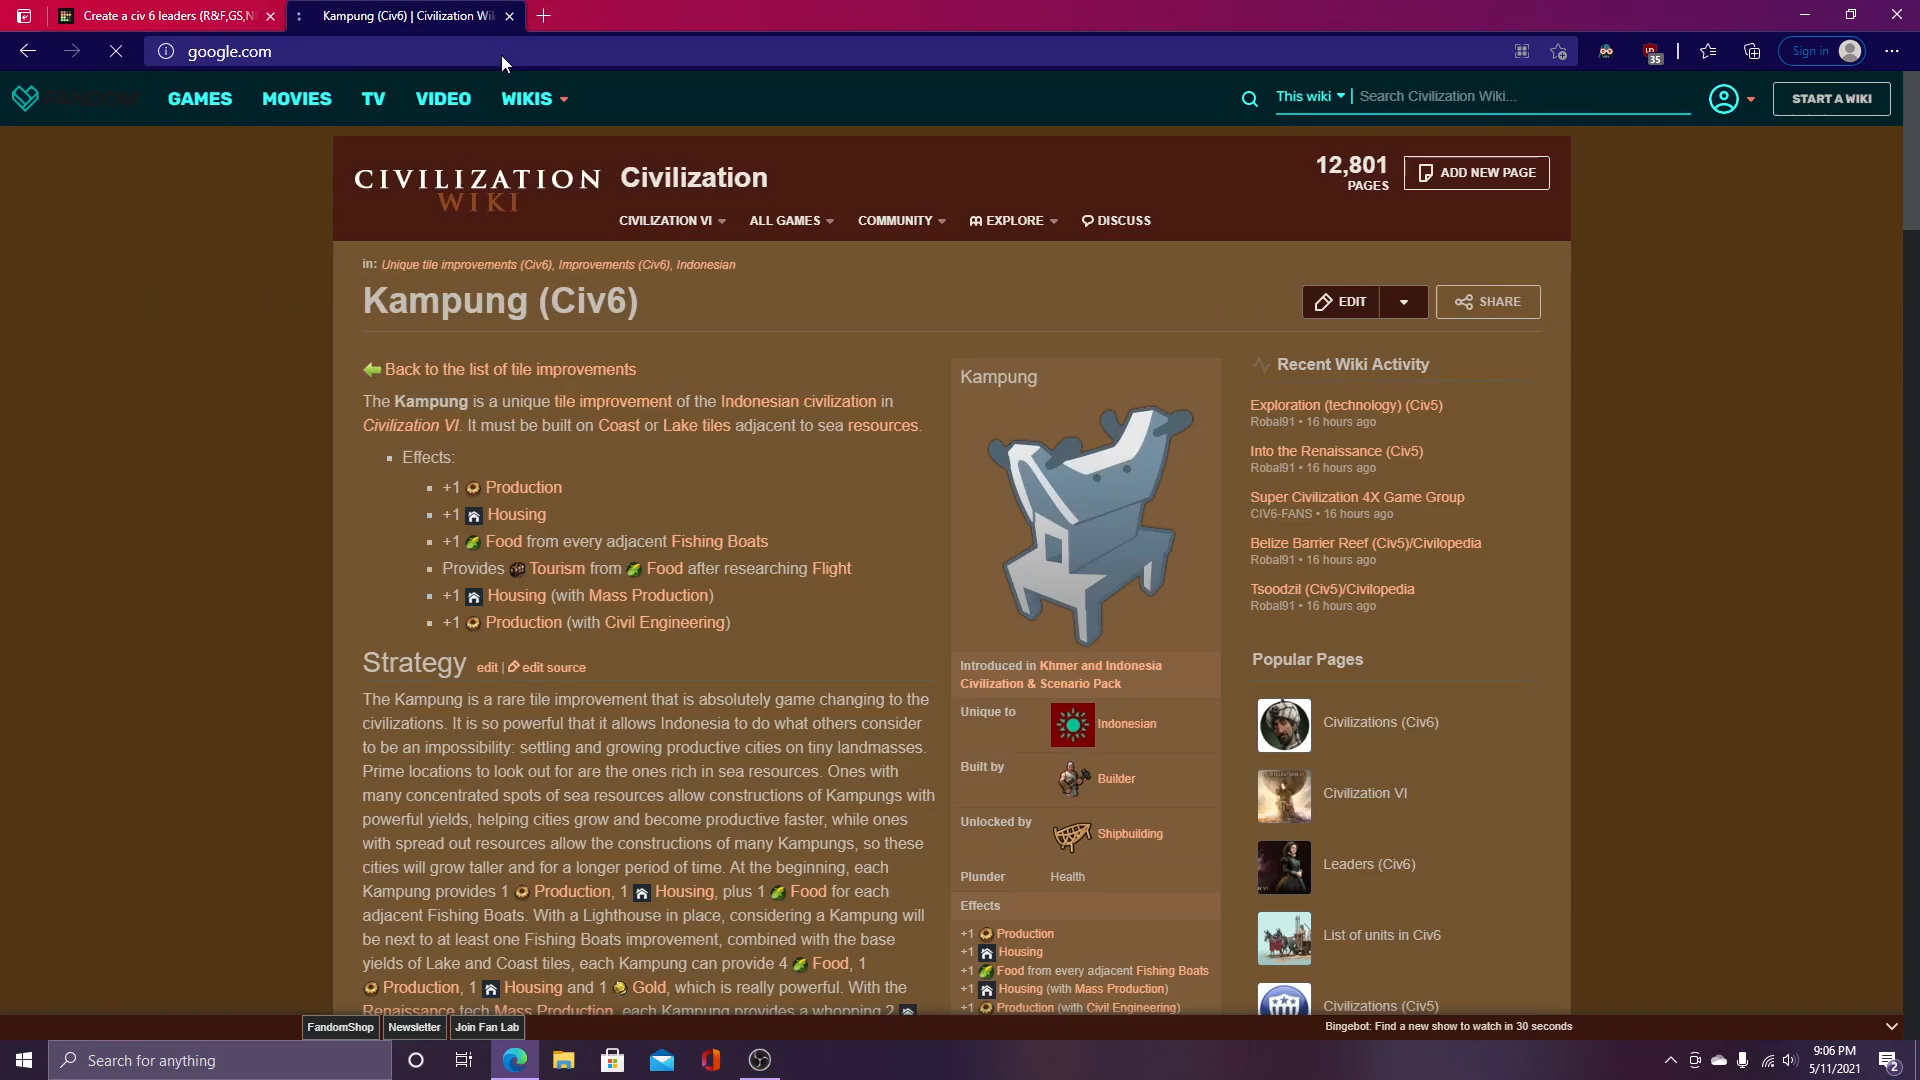 Create a civ 6 leaders (R&F,GS,N
Kampung (Civ6) | Civilization Wik
google.com
35
Sign in
GAMES MOVIES TV VIDEO WIKIS
This wiki | Search Civilization Wiki...
START A WIKI
CIVILIZATION
WIKI
Civilization
12,801
PAGES
ADD NEW PAGE
CIVILIZATION VI ALL GAMES COMMUNITY EXPLORE DISCUSS
in: Unique tile improvements (Civ6), Improvements (Civ6), Indonesian
Kampung (Civ6)
EDIT
SHARE
Back to the list of tile improvements
The Kampung is a unique tile improvement of the Indonesian civilization in
Civilization VI. It must be built on Coast or Lake tiles adjacent to sea resources.
Effects:
+1 Production
+1 Housing
+1 Food from every adjacent Fishing Boats
Provides Tourism from Food after researching Flight
+1 Housing (with Mass Production)
+1 Production (with Civil Engineering)
Strategy edit | edit source
The Kampung is a rare tile improvement that is absolutely game changing to the
civilizations. It is so powerful that it allows Indonesia to do what others consider
to be an impossibility: settling and growing productive cities on tiny landmasses.
Prime locations to look out for are the ones rich in sea resources. Ones with
many concentrated spots of sea resources allow constructions of Kampungs with
powerful yields, helping cities grow and become productive faster, while ones
with spread out resources allow the constructions of many Kampungs, so these
cities will grow taller and for a longer period of time. At the beginning, each
Kampung provides 1 Production, 1 Housing, plus 1 Food for each
adjacent Fishing Boats. With a Lighthouse in place, considering a Kampung will
be next to at least one Fishing Boats improvement, combined with the base
yields of Lake and Coast tiles, each Kampung can provide 4 Food, 1
Production, 1 Housing and 1 Gold, which is really powerful. With the
Renaissance tech Mass Production, each Kampung provides a whopping 2
Kampung
Introduced in Khmer and Indonesia
Civilization & Scenario Pack
Unique to Indonesian
Built by Builder
Unlocked by Shipbuilding
Plunder Health
Effects
+1 Production
+1 Housing
+1 Food from every adjacent Fishing Boats
+1 Housing (with Mass Production)
+1 Production (with Civil Engineering)
Recent Wiki Activity
Exploration (technology) (Civ5)
Robal91 • 16 hours ago
Into the Renaissance (Civ5)
Robal91 • 16 hours ago
Super Civilization 4X Game Group
CIV6-FANS • 16 hours ago
Belize Barrier Reef (Civ5)/Civilopedia
Robal91 • 16 hours ago
Tsoodzil (Civ5)/Civilopedia
Robal91 • 16 hours ago
Popular Pages
Civilizations (Civ6)
Civilization VI
Leaders (Civ6)
List of units in Civ6
Civilizations (Civ5)
FandomShop Newsletter Join Fan Lab
Bingebot: Find a new show to watch in 30 seconds
Search for anything
9:06 PM
5/11/2021
2